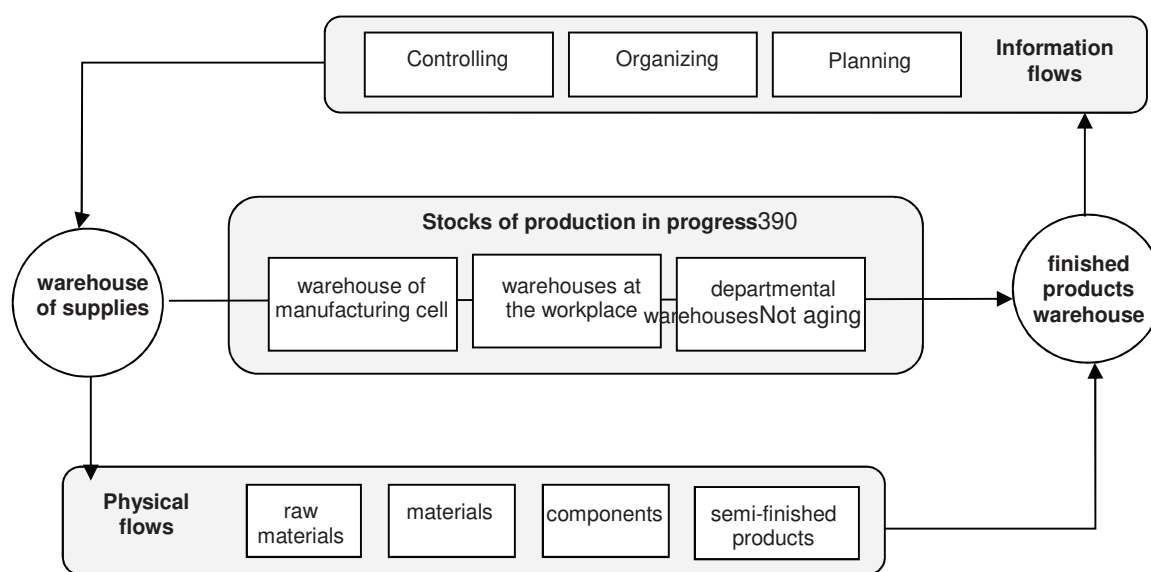 Controlling
Organizing
Planning
Information
flows
Stocks of production in progress390
warehouse
of supplies
warehouse of
manufacturing cell
warehouses at
the workplace
departmental
warehousesNot aging
finished
products
warehouse
Physical
flows
raw
materials
materials
components
semi-finished
products